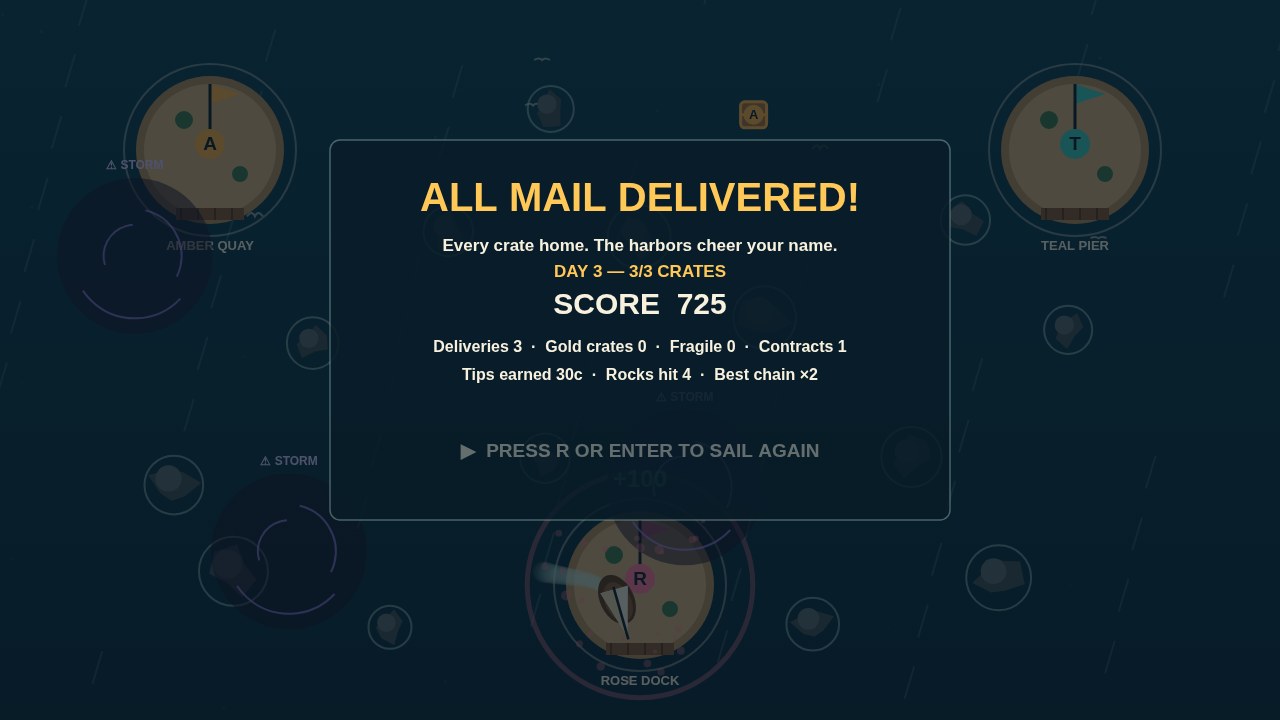 A
A
T
⚠ STORM
AMBER QUAY
TEAL PIER
ALL MAIL DELIVERED!
Every crate home. The harbors cheer your name.
DAY 3 — 3/3 CRATES
SCORE 725
Deliveries 3 · Gold crates 0 · Fragile 0 · Contracts 1
Tips earned 30c · Rocks hit 4 · Best chain ×2
⚠ STORM
▶ PRESS R OR ENTER TO SAIL AGAIN
⚠ STORM
+100
R
ROSE DOCK